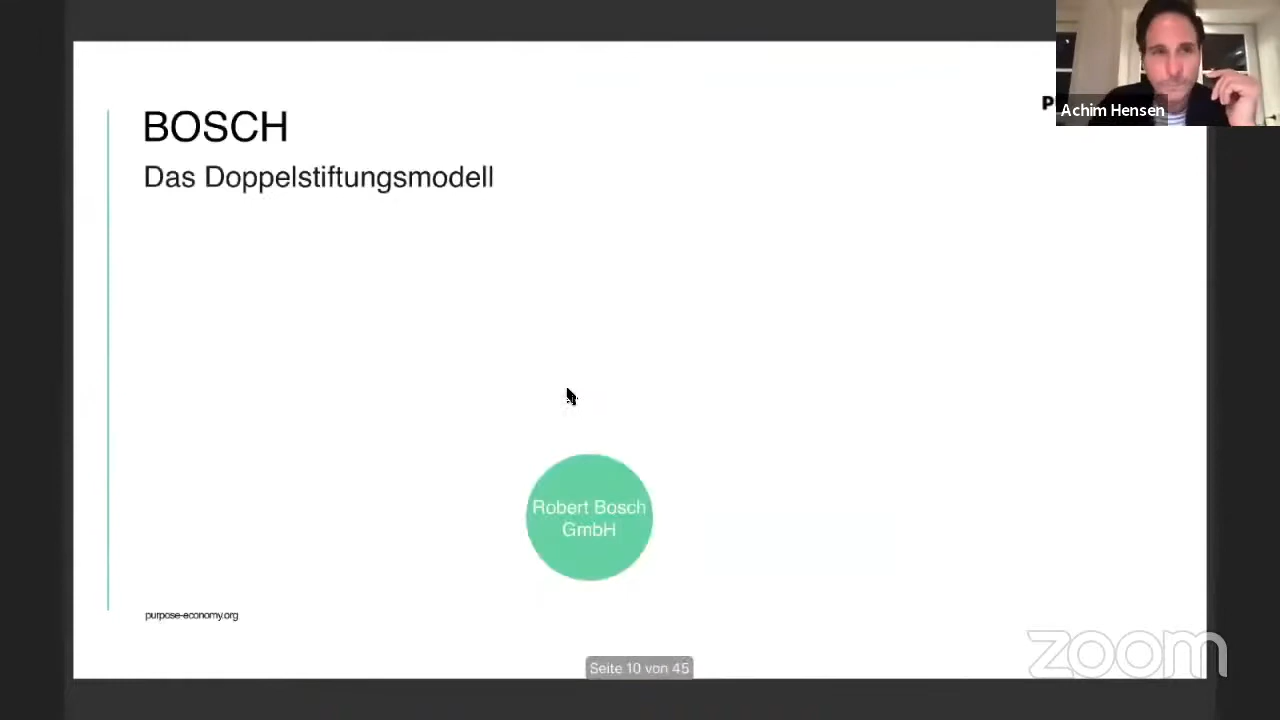 BOSCH
P
Achim Hensen
Das Doppelstiftungsmodell
Robert Bosch
GmbH
purpose-economy.org
Seite 10 von 45
zoom